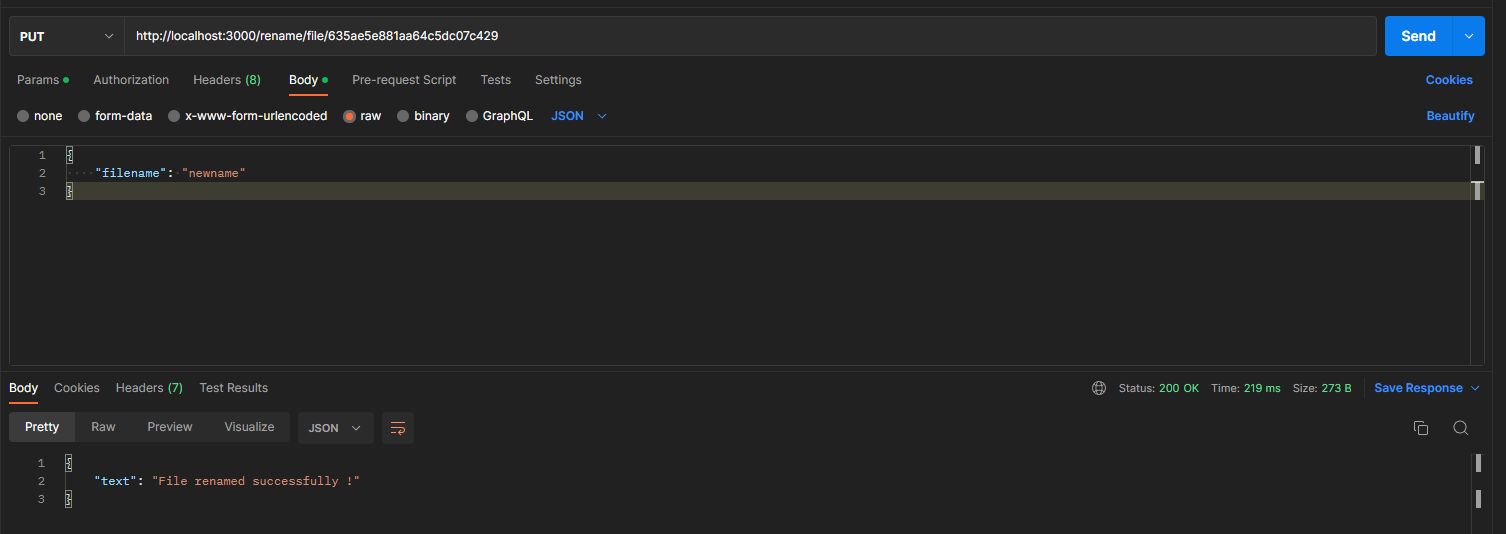 PUT http://localhost:3000/rename/file/635ae5e881aa64c5dc07c429 Send
Params Authorization Headers (8) Body Pre-request Script Tests Settings Cookies
none form-data x-www-form-urlencoded raw binary GraphQL JSON Beautify
1 {
2 "filename": "newname"
3 }
Body Cookies Headers (7) Test Results Status: 200 OK Time: 219 ms Size: 273 B Save Response
Pretty Raw Preview Visualize JSON
1 {
2 "text": "File renamed successfully !"
3 }